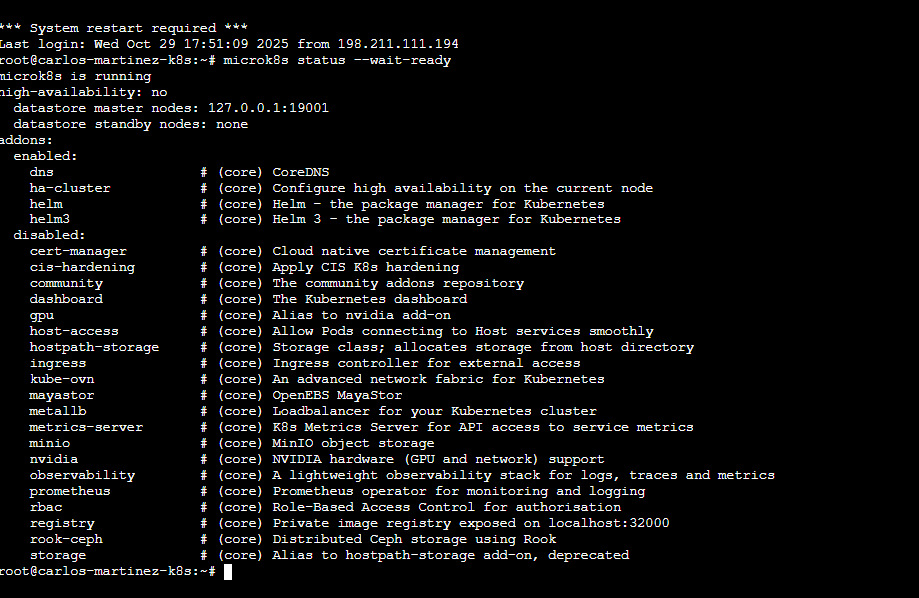 *** System restart required ***
Last login: Wed Oct 29 17:51:09 2025 from 198.211.111.194
root@carlos-martinez-k8s:~# microk8s status --wait-ready
microk8s is running
high-availability: no
  datastore master nodes: 127.0.0.1:19001
  datastore standby nodes: none
addons:
  enabled:
    dns                  # (core) CoreDNS
    ha-cluster           # (core) Configure high availability on the current node
    helm                 # (core) Helm - the package manager for Kubernetes
    helm3                # (core) Helm 3 - the package manager for Kubernetes
  disabled:
    cert-manager         # (core) Cloud native certificate management
    cis-hardening        # (core) Apply CIS K8s hardening
    community            # (core) The community addons repository
    dashboard            # (core) The Kubernetes dashboard
    gpu                  # (core) Alias to nvidia add-on
    host-access          # (core) Allow Pods connecting to Host services smoothly
    hostpath-storage     # (core) Storage class; allocates storage from host directory
    ingress              # (core) Ingress controller for external access
    kube-ovn             # (core) An advanced network fabric for Kubernetes
    mayastor             # (core) OpenEBS MayaStor
    metallb              # (core) Loadbalancer for your Kubernetes cluster
    metrics-server       # (core) K8s Metrics Server for API access to service metrics
    minio                # (core) MinIO object storage
    nvidia               # (core) NVIDIA hardware (GPU and network) support
    observability        # (core) A lightweight observability stack for logs, traces and metrics
    prometheus           # (core) Prometheus operator for monitoring and logging
    rbac                 # (core) Role-Based Access Control for authorisation
    registry             # (core) Private image registry exposed on localhost:32000
    rook-ceph            # (core) Distributed Ceph storage using Rook
    storage              # (core) Alias to hostpath-storage add-on, deprecated
root@carlos-martinez-k8s:~#